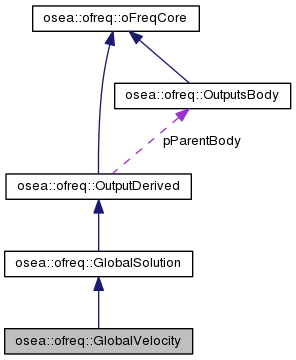 osea::ofreq::oFreqCore
osea::ofreq::OutputsBody
pParentBody
osea::ofreq::OutputDerived
osea::ofreq::GlobalSolution
osea::ofreq::GlobalVelocity